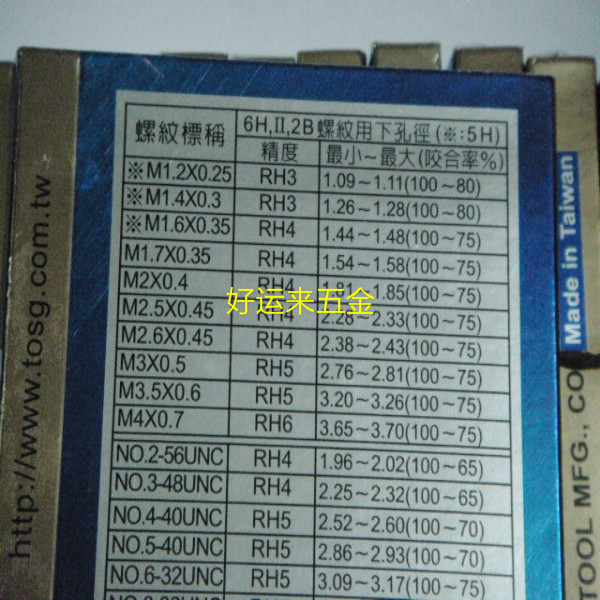 螺紋標稱 6H,II,2B螺紋用下孔徑(※:5H)
精度 最小~最大(咬合率%)
※M1.2X0.25 RH3 1.09~1.11(100~80)
※M1.4X0.3 RH3 1.26~1.28(100~80)
※M1.6X0.35 RH4 1.44~1.48(100~75)
M1.7X0.35 RH4 1.54~1.58(100~75)
M2X0.4 RH4 1.81~1.85(100~75)
M2.5X0.45 RH4 2.28~2.33(100~75)
M2.6X0.45 RH4 2.38~2.43(100~75)
M3X0.5 RH5 2.76~2.81(100~75)
M3.5X0.6 RH5 3.20~3.26(100~75)
M4X0.7 RH6 3.65~3.70(100~75)
NO.2-56UNC RH4 1.96~2.02(100~65)
NO.3-48UNC RH4 2.25~2.32(100~65)
NO.4-40UNC RH5 2.52~2.60(100~70)
NO.5-40UNC RH5 2.86~2.93(100~70)
NO.6-32UNC RH5 3.09~3.17(100~75)
好运来五金
http://www.tosg.com.tw
Made in Taiwan
TOOL MFG., CO